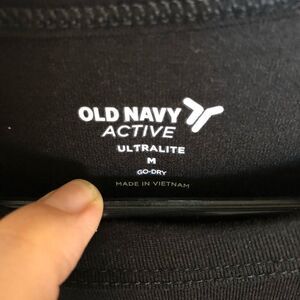 OLD NAVY
ACTIVE
ULTRALITE
M
GO-DRY
MADE IN VIETNAM